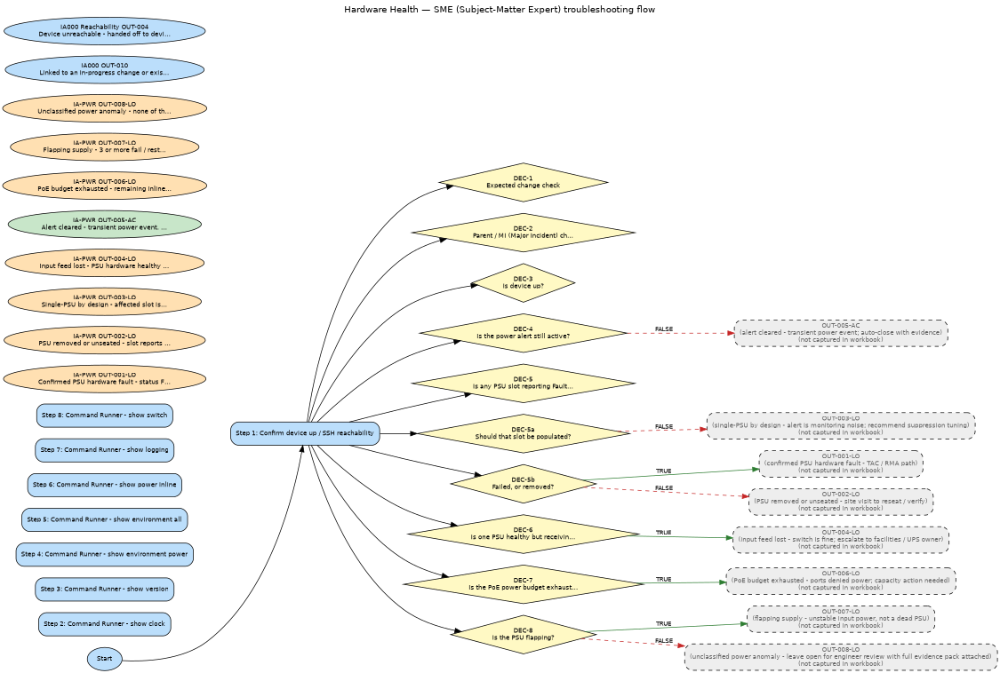 Hardware Health — SME (Subject-Matter Expert) troubleshooting flow
IA000 Reachability OUT-004
Device unreachable - handed off to devi...
IA000 OUT-010
Linked to an in-progress change or exis...
IA-PWR OUT-008-LO
Unclassified power anomaly - none of th...
IA-PWR OUT-007-LO
Flapping supply - 3 or more fail / rest...
IA-PWR OUT-006-LO
PoE budget exhausted - remaining inline...
IA-PWR OUT-005-AC
Alert cleared - transient power event. ...
IA-PWR OUT-004-LO
Input feed lost - PSU hardware healthy ...
IA-PWR OUT-003-LO
Single-PSU by design - affected slot is...
IA-PWR OUT-002-LO
PSU removed or unseated - slot reports ...
IA-PWR OUT-001-LO
Confirmed PSU hardware fault - status F...
Step 8: Command Runner - show switch
Step 7: Command Runner - show logging
Step 6: Command Runner - show power inline
Step 5: Command Runner - show environment all
Step 4: Command Runner - show environment power
Step 3: Command Runner - show version
Step 2: Command Runner - show clock
Start
Step 1: Confirm device up / SSH reachability
DEC-1
Expected change check
DEC-2
Parent / MI (Major Incident) ch...
DEC-3
Is device up?
DEC-4
Is the power alert still active?
FALSE
OUT-005-AC
(alert cleared - transient power event; auto-close with evidence)
(not captured in workbook)
DEC-5
Is any PSU slot reporting Fault...
DEC-5a
Should that slot be populated?
FALSE
OUT-003-LO
(single-PSU by design - alert is monitoring noise; recommend suppression tuning)
(not captured in workbook)
DEC-5b
Failed, or removed?
TRUE
OUT-001-LO
(confirmed PSU hardware fault - TAC / RMA path)
(not captured in workbook)
FALSE
OUT-002-LO
(PSU removed or unseated - site visit to reseat / verify)
(not captured in workbook)
DEC-6
Is one PSU healthy but receivin...
TRUE
OUT-004-LO
(input feed lost - switch is fine; escalate to facilities / UPS owner)
(not captured in workbook)
DEC-7
Is the PoE power budget exhaust...
TRUE
OUT-006-LO
(PoE budget exhausted - ports denied power; capacity action needed)
(not captured in workbook)
DEC-8
Is the PSU flapping?
TRUE
OUT-007-LO
(flapping supply - unstable input power, not a dead PSU)
(not captured in workbook)
FALSE
OUT-008-LO
(unclassified power anomaly - leave open for engineer review with full evidence pack attached)
(not captured in workbook)